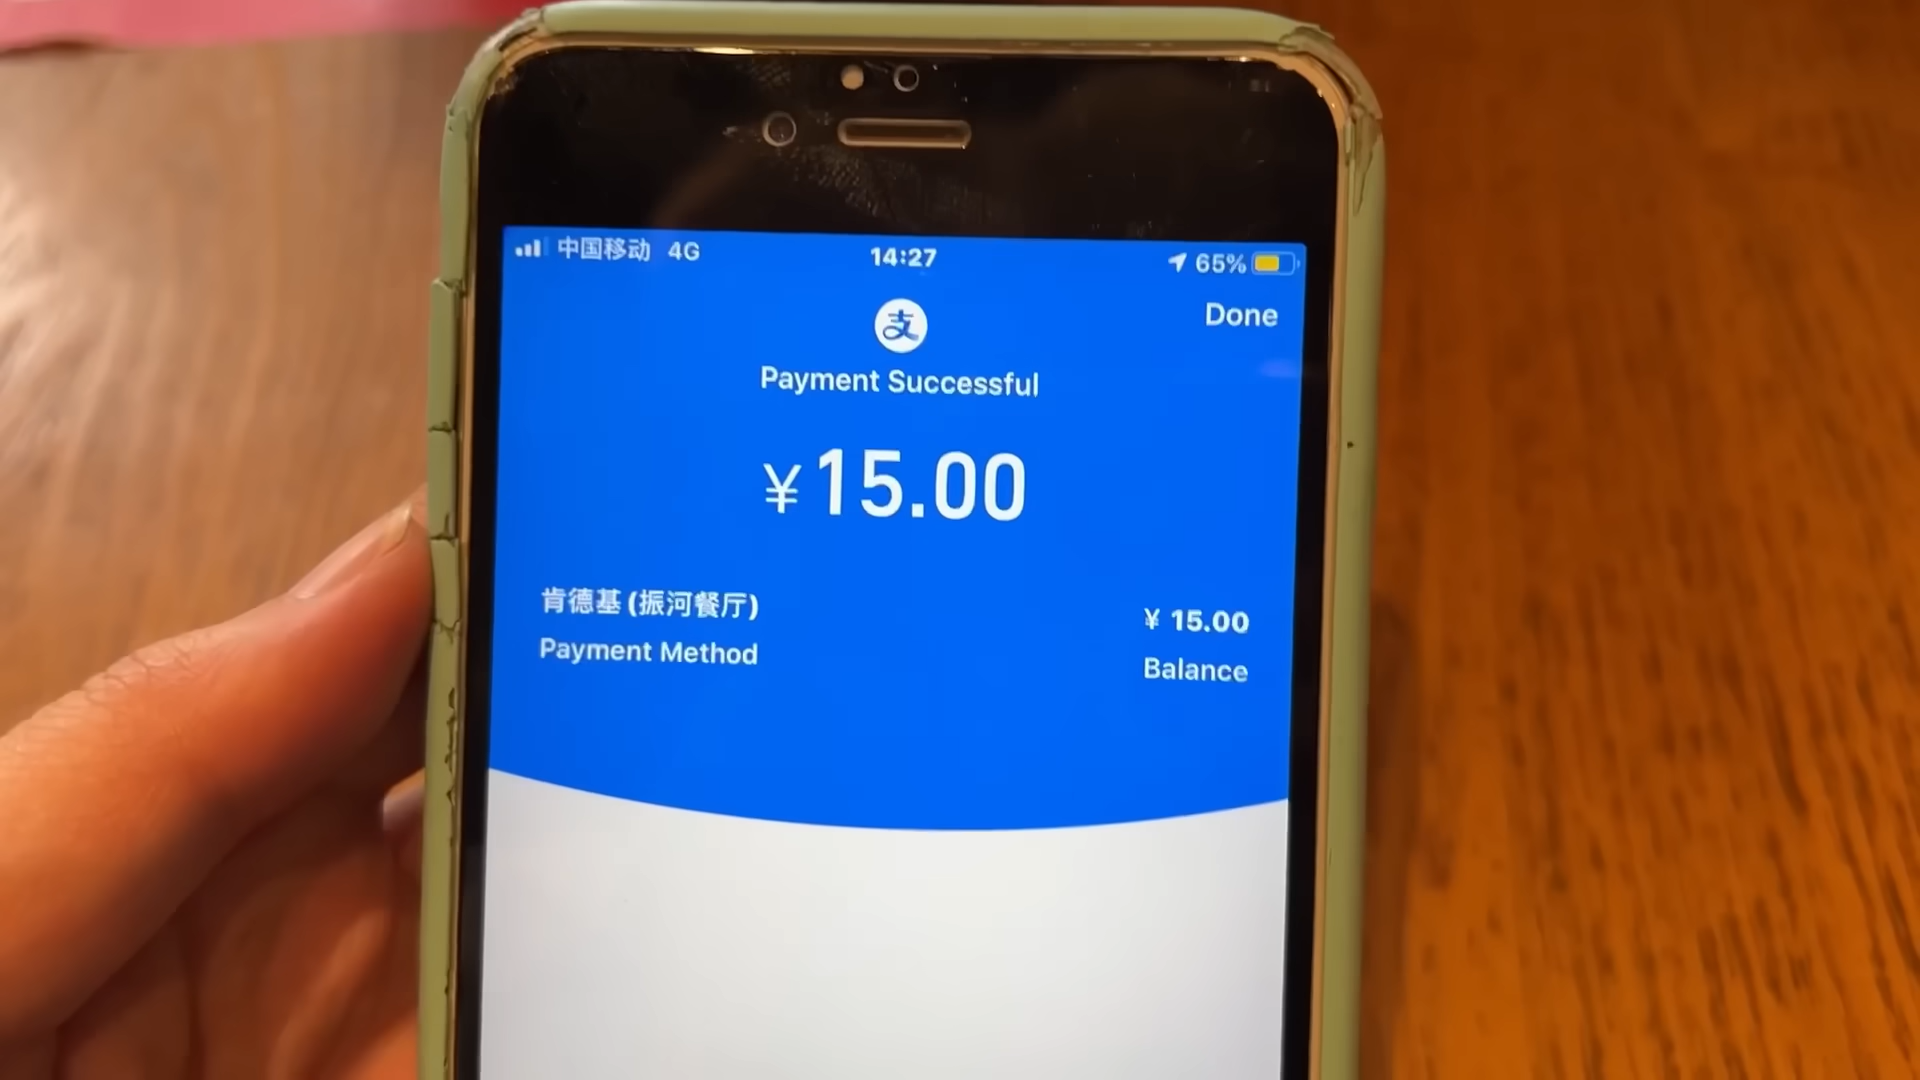 中国移动 4G 14:27 65%
Done
支
Payment Successful
¥15.00
肯德基(振河餐厅) ¥ 15.00
Payment Method Balance